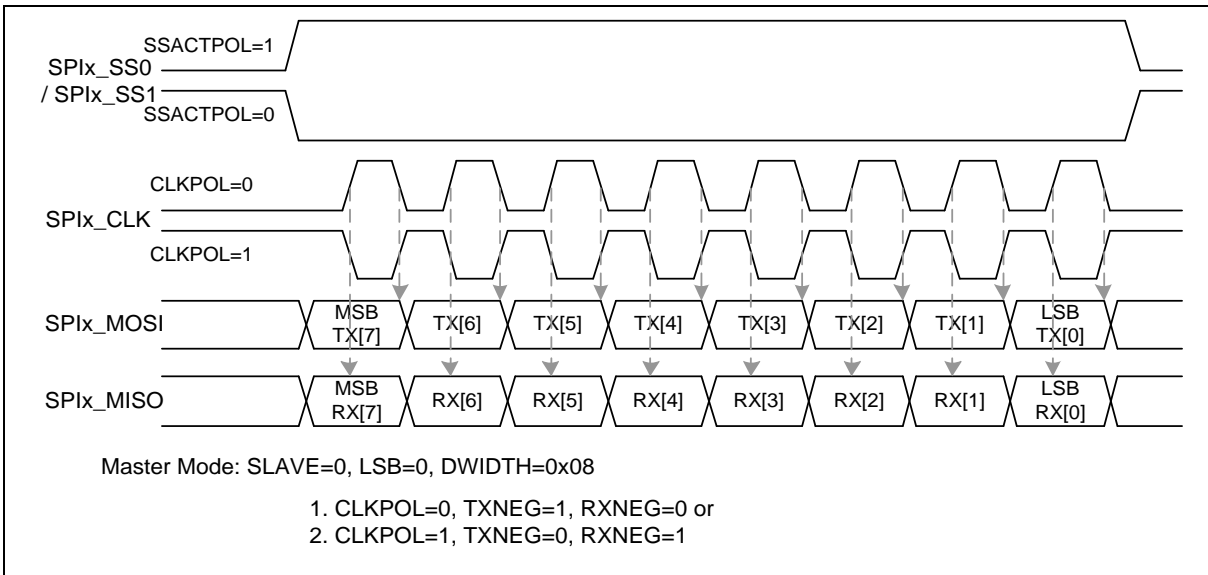 SSACTPOL=1
SPIx_SS0
/ SPIx_SS1
SSACTPOL=0
CLKPOL=0
SPIx_CLK
CLKPOL=1
SPIx_MOSI
MSB
TX[7]
TX[6]
TX[5]
TX[4]
TX[3]
TX[2]
TX[1]
LSB
TX[0]
SPIx_MISO
MSB
RX[7]
RX[6]
RX[5]
RX[4]
RX[3]
RX[2]
RX[1]
LSB
RX[0]
Master Mode: SLAVE=0, LSB=0, DWIDTH=0x08
1. CLKPOL=0, TXNEG=1, RXNEG=0 or
2. CLKPOL=1, TXNEG=0, RXNEG=1